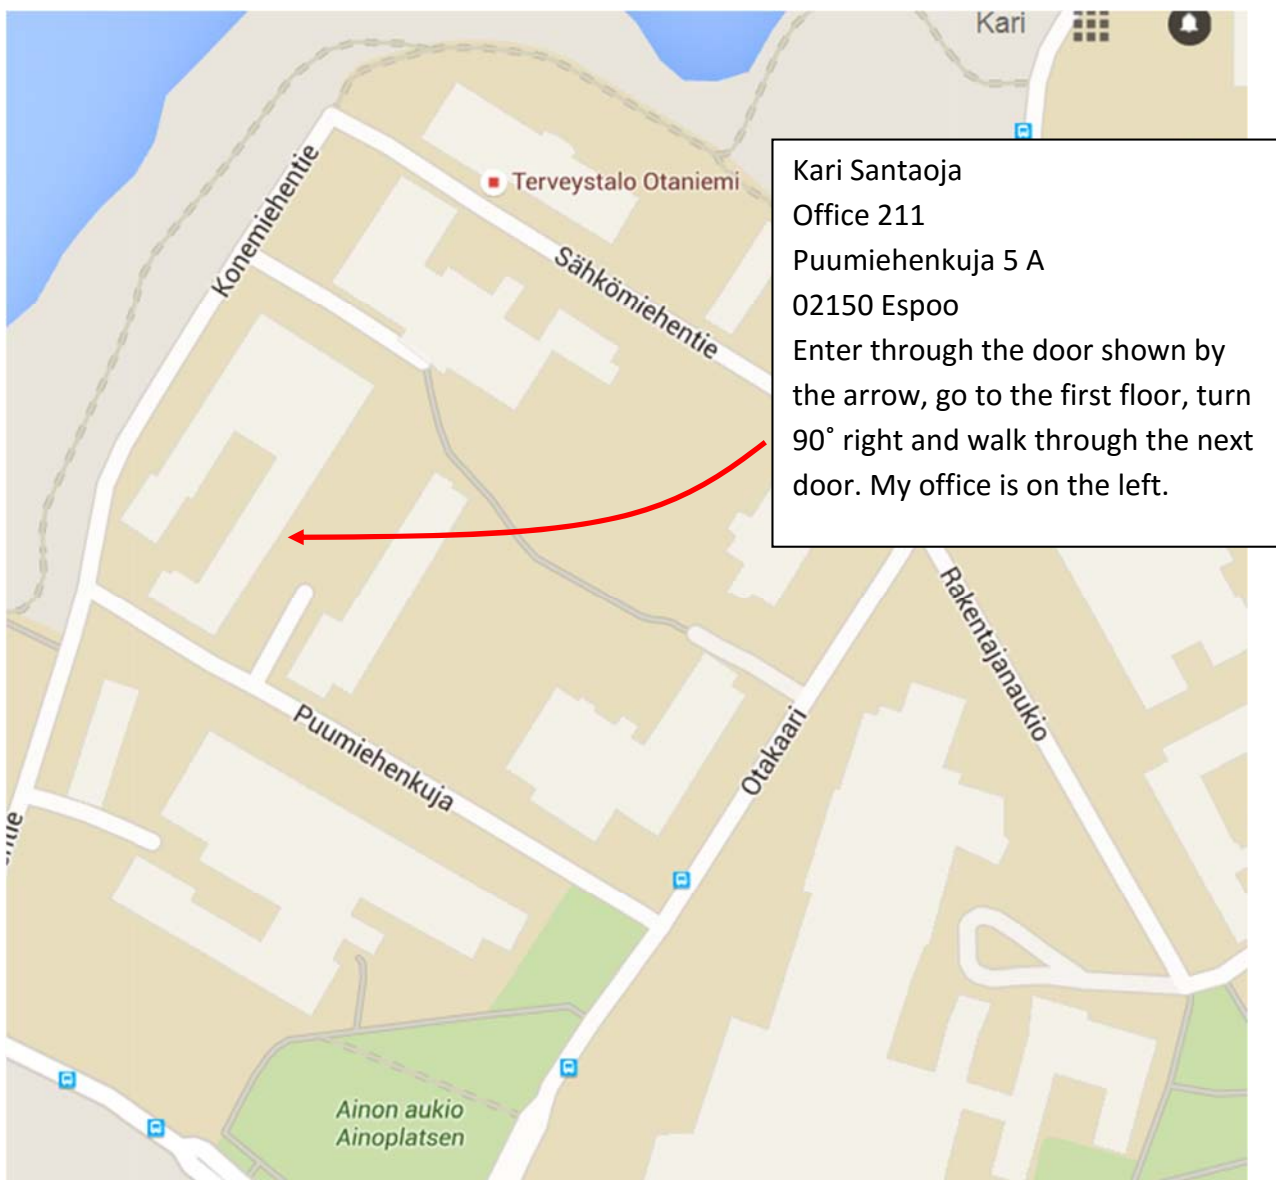 Kari
Konemiehentie
Terveystalo Otaniemi
Sähkömiehentie
Kari Santaoja
Office 211
Puumiehenkuja 5 A
02150 Espoo
Enter through the door shown by
the arrow, go to the first floor, turn
90˚ right and walk through the next
door. My office is on the left.
Rakentajanaukio
Puumiehenkuja
Otakaari
ntie
Ainon aukio
Ainoplatsen